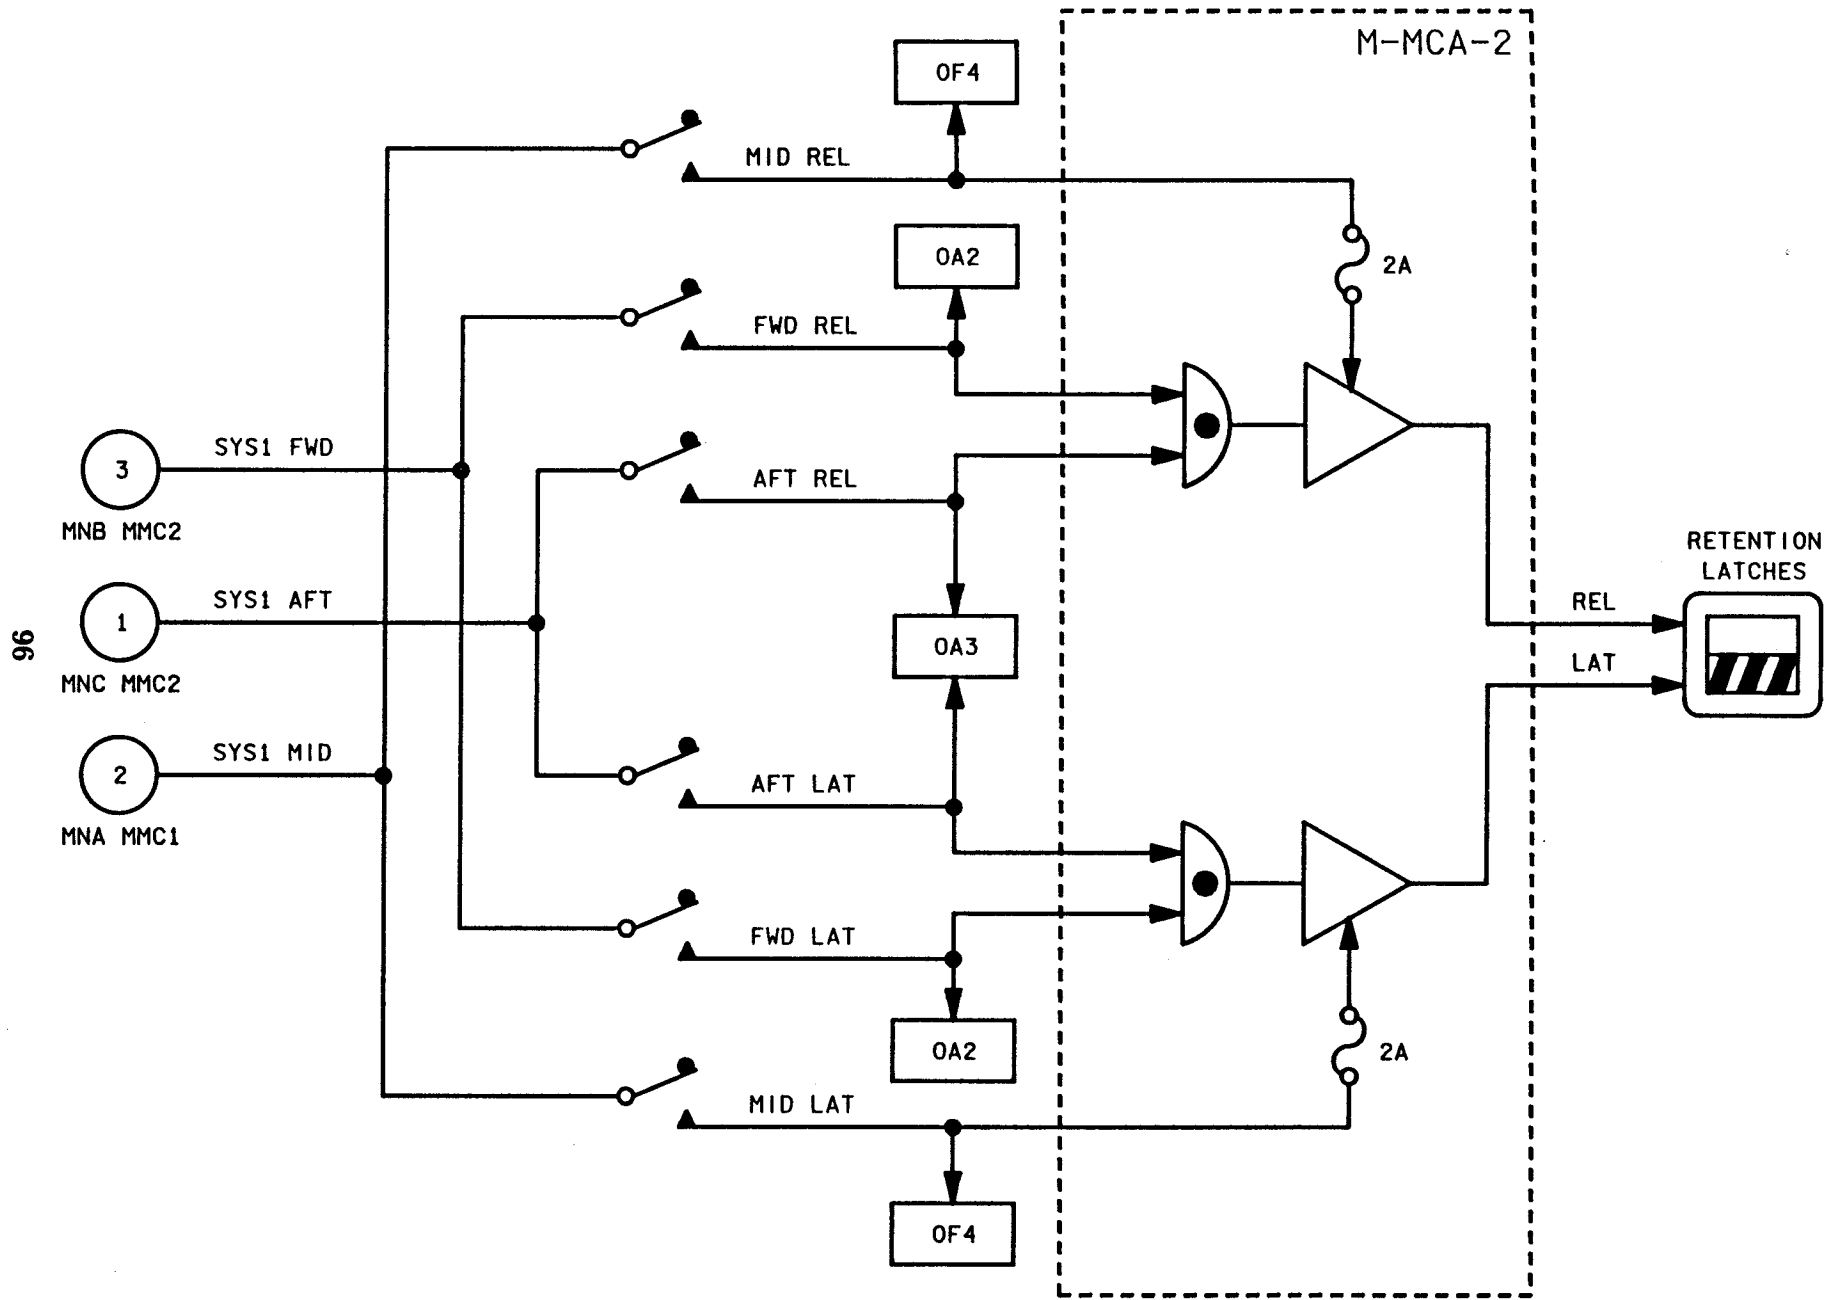 M-MCA-2
OF4
MID REL
OA2
2A
FWD REL
SYS1 FWD
3
MNB MMC2
AFT REL
RETENTION
LATCHES
SYS1 AFT
1
MNC MMC2
REL
OA3
LAT
96
SYS1 MID
2
MNA MMC1
AFT LAT
FWD LAT
OA2
2A
MID LAT
OF4